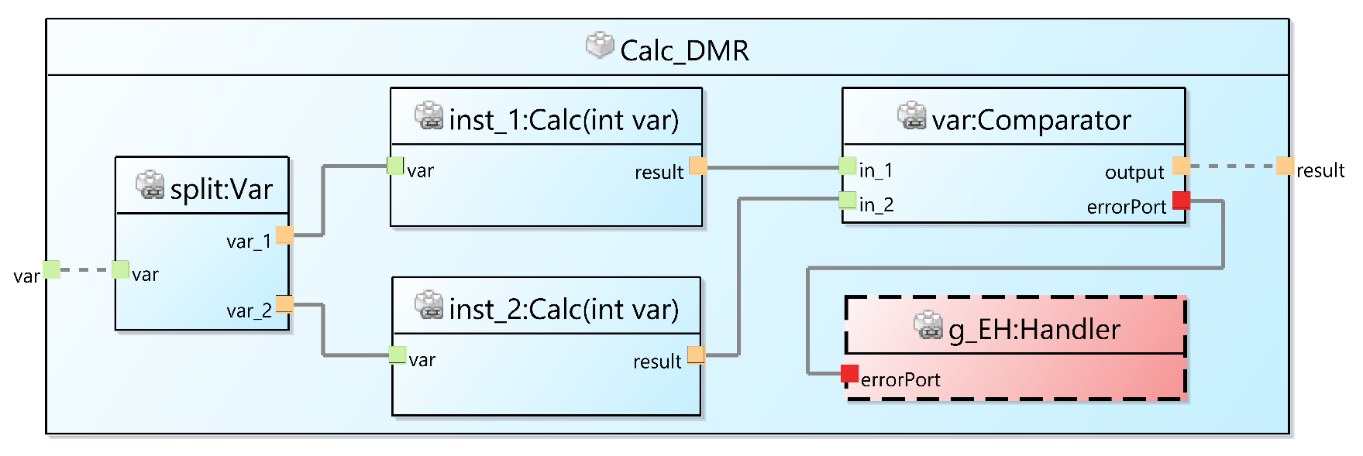 Calc_DMR
inst_1:Calc(int var)
var:Comparator
var
result
in_1
output
result
split:Var
in_2
errorPort
var_1
var
var
var_2
inst_2:Calc(int var)
g_EH:Handler
var
result
errorPort